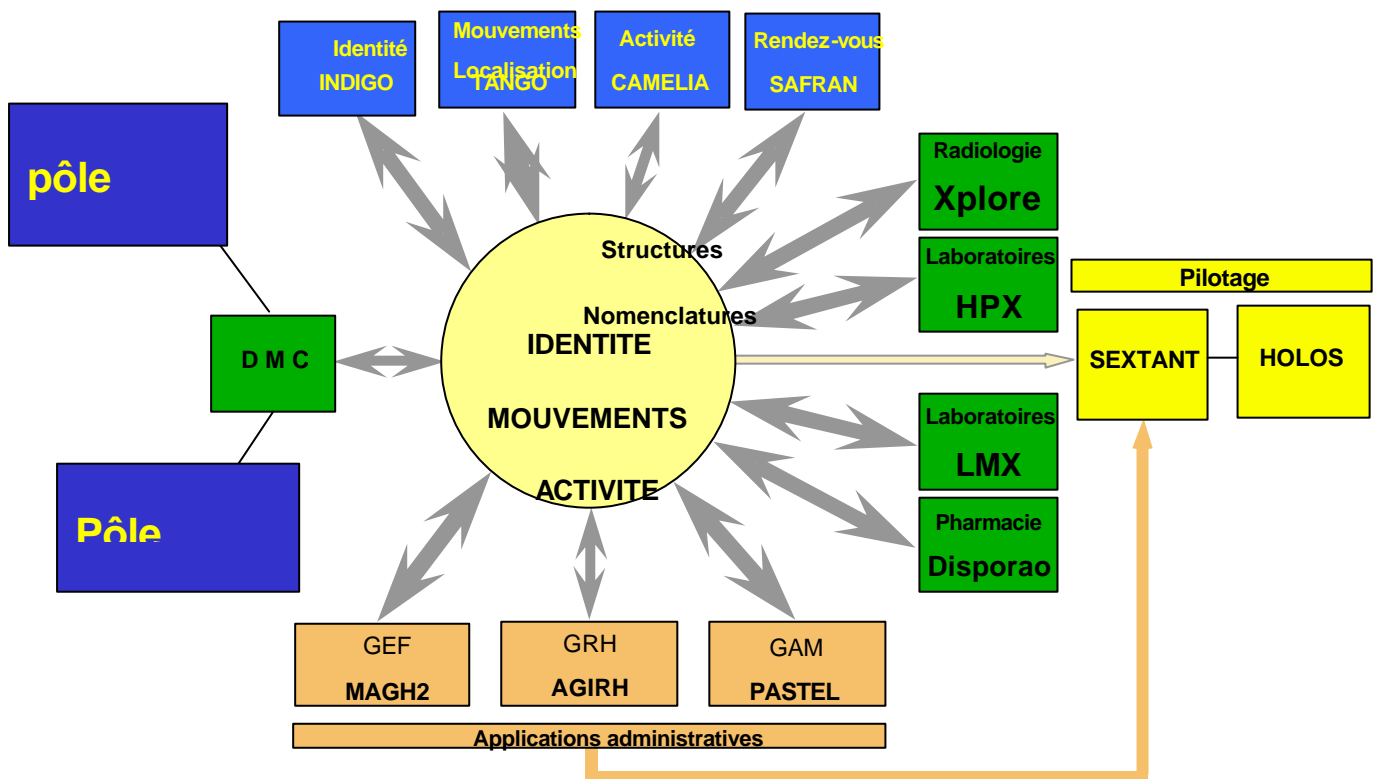 Identité
INDIGO
Mouvements
Localisation
TANGO
Activité
CAMELIA
Rendez-vous
SAFRAN
pôle
Radiologie
Xplore
Structures
Laboratoires
HPX
Pilotage
Nomenclatures
IDENTITE
D M C
SEXTANT
HOLOS
MOUVEMENTS
Laboratoires
LMX
ACTIVITE
Pôle
Pharmacie
Disporao
GEF
MAGH2
GRH
AGIRH
GAM
PASTEL
Applications administratives